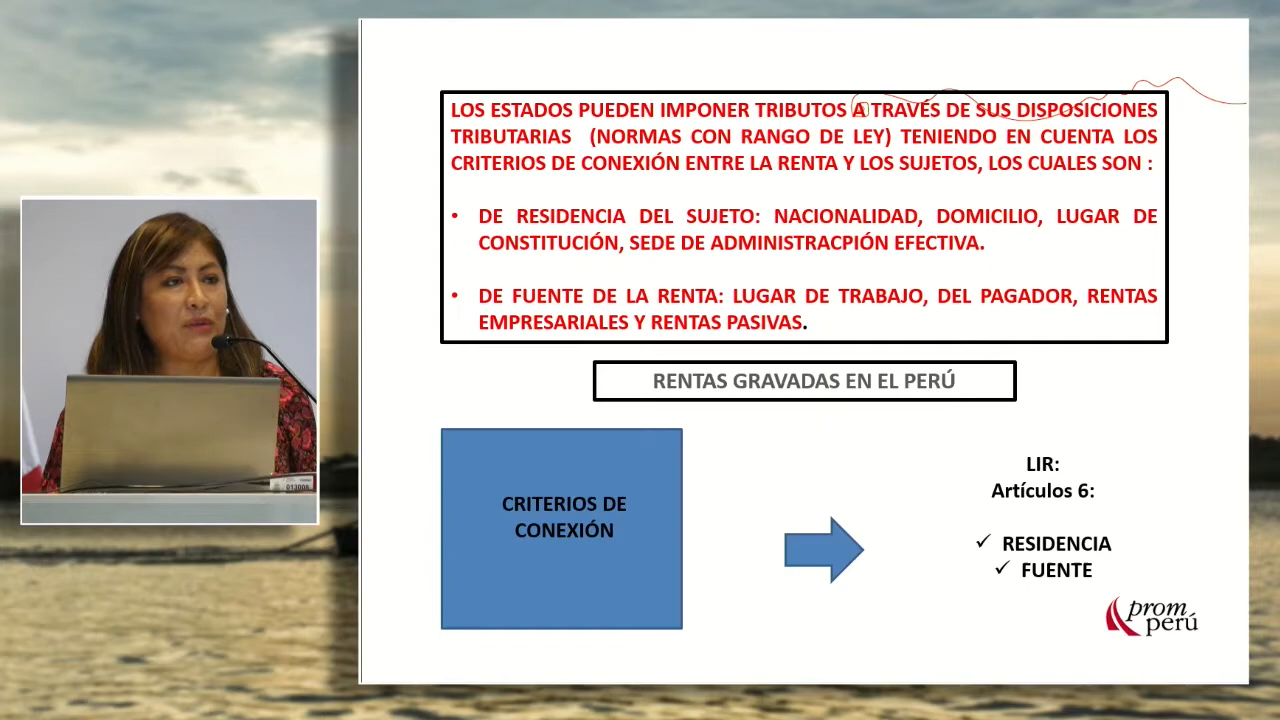 LOS ESTADOS PUEDEN IMPONER TRIBUTOS A TRAVÉS DE SUS DISPOSICIONES
TRIBUTARIAS (NORMAS CON RANGO DE LEY) TENIENDO EN CUENTA LOS
CRITERIOS DE CONEXIÓN ENTRE LA RENTA Y LOS SUJETOS, LOS CUALES SON :
• DE RESIDENCIA DEL SUJETO: NACIONALIDAD, DOMICILIO, LUGAR DE
CONSTITUCIÓN, SEDE DE ADMINISTRACPIÓN EFECTIVA.
• DE FUENTE DE LA RENTA: LUGAR DE TRABAJO, DEL PAGADOR, RENTAS
EMPRESARIALES Y RENTAS PASIVAS.
RENTAS GRAVADAS EN EL PERÚ
CRITERIOS DE
CONEXIÓN
LIR:
Artículos 6:
✓ RESIDENCIA
✓ FUENTE
prom
perú